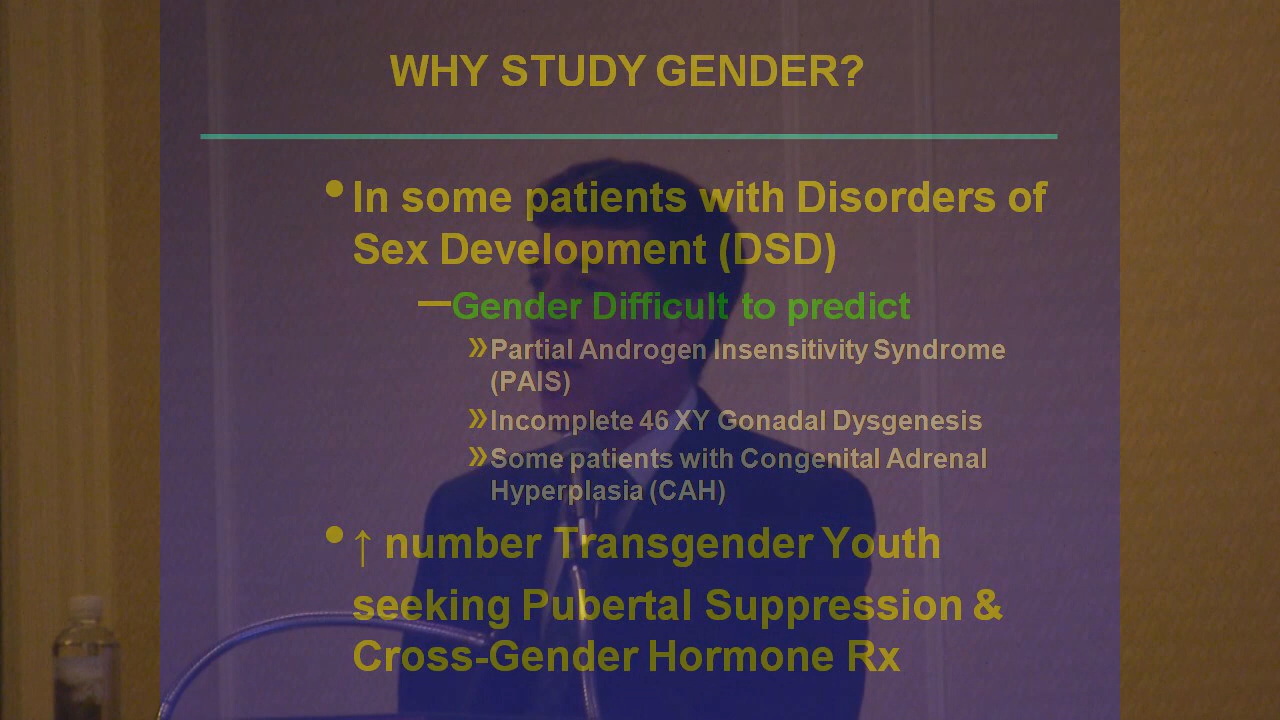 WHY STUDY GENDER?
• In some patients with Disorders of
Sex Development (DSD)
—Gender Difficult to predict
»Partial Androgen Insensitivity Syndrome
(PAIS)
»Incomplete 46 XY Gonadal Dysgenesis
»Some patients with Congenital Adrenal
Hyperplasia (CAH)
• ↑ number Transgender Youth
seeking Pubertal Suppression &
Cross-Gender Hormone Rx